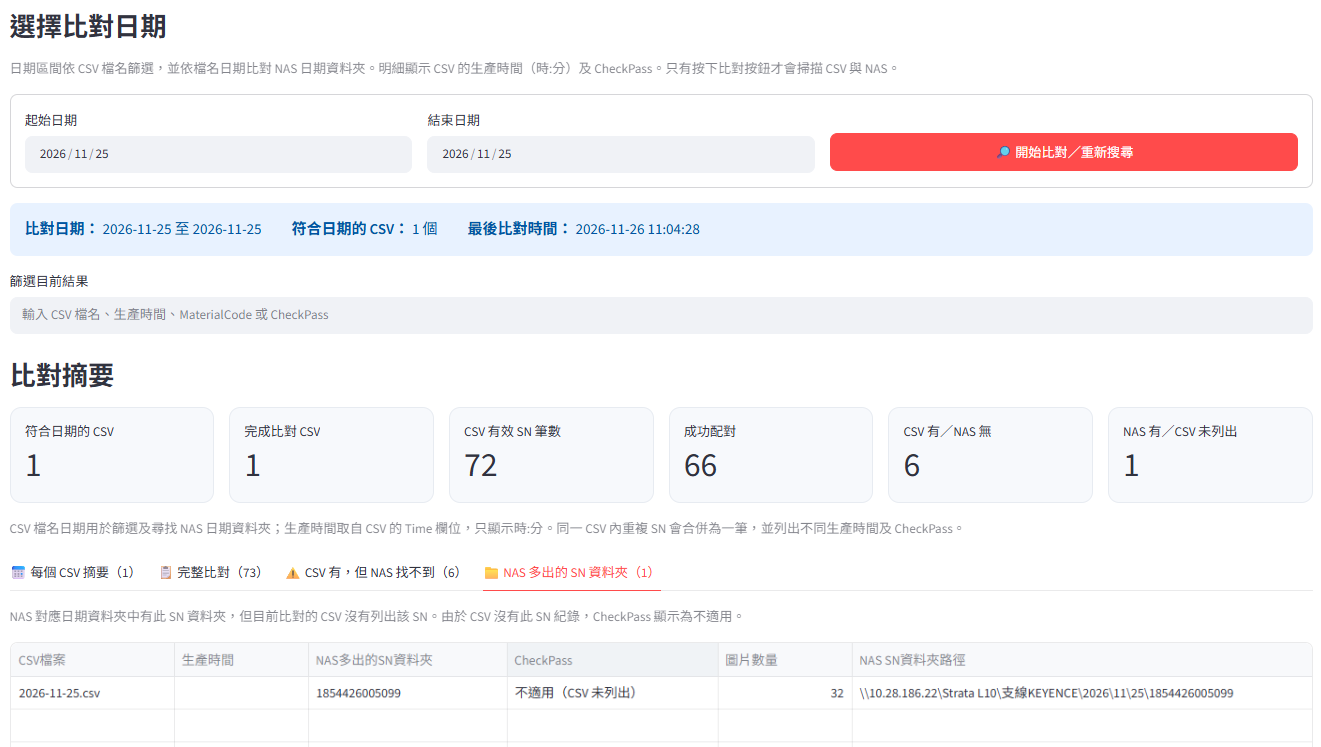 選擇比對日期
日期區間依 CSV 檔名篩選，並依檔名日期比對 NAS 日期資料夾。明細顯示 CSV 的生產時間（時:分）及 CheckPass。只有按下比對按鈕才會掃描 CSV 與 NAS。
起始日期 結束日期
2026 / 11 / 25 2026 / 11 / 25 🔎 開始比對／重新搜尋
比對日期： 2026-11-25 至 2026-11-25 符合日期的 CSV： 1 個 最後比對時間： 2026-11-26 11:04:28
篩選目前結果
輸入 CSV 檔名、生產時間、MaterialCode 或 CheckPass
比對摘要
符合日期的 CSV 完成比對 CSV CSV 有效 SN 筆數 成功配對 CSV 有／NAS 無 NAS 有／CSV 未列出
1 1 72 66 6 1
CSV 檔名日期用於篩選及尋找 NAS 日期資料夾；生產時間取自 CSV 的 Time 欄位，只顯示時:分。同一 CSV 內重複 SN 會合併為一筆，並列出不同生產時間及 CheckPass。
📅 每個 CSV 摘要（1） 📋 完整比對（73） ⚠️ CSV 有，但 NAS 找不到（6） 📁 NAS 多出的 SN 資料夾（1）
NAS 對應日期資料夾中有此 SN 資料夾，但目前比對的 CSV 沒有列出該 SN。由於 CSV 沒有此 SN 紀錄，CheckPass 顯示為不適用。
CSV檔案 生產時間 NAS多出的SN資料夾 CheckPass 圖片數量 NAS SN資料夾路徑
2026-11-25.csv 1854426005099 不適用（CSV 未列出） 32 \\10.28.186.22\Strata L10\支線KEYENCE\2026\11\25\1854426005099